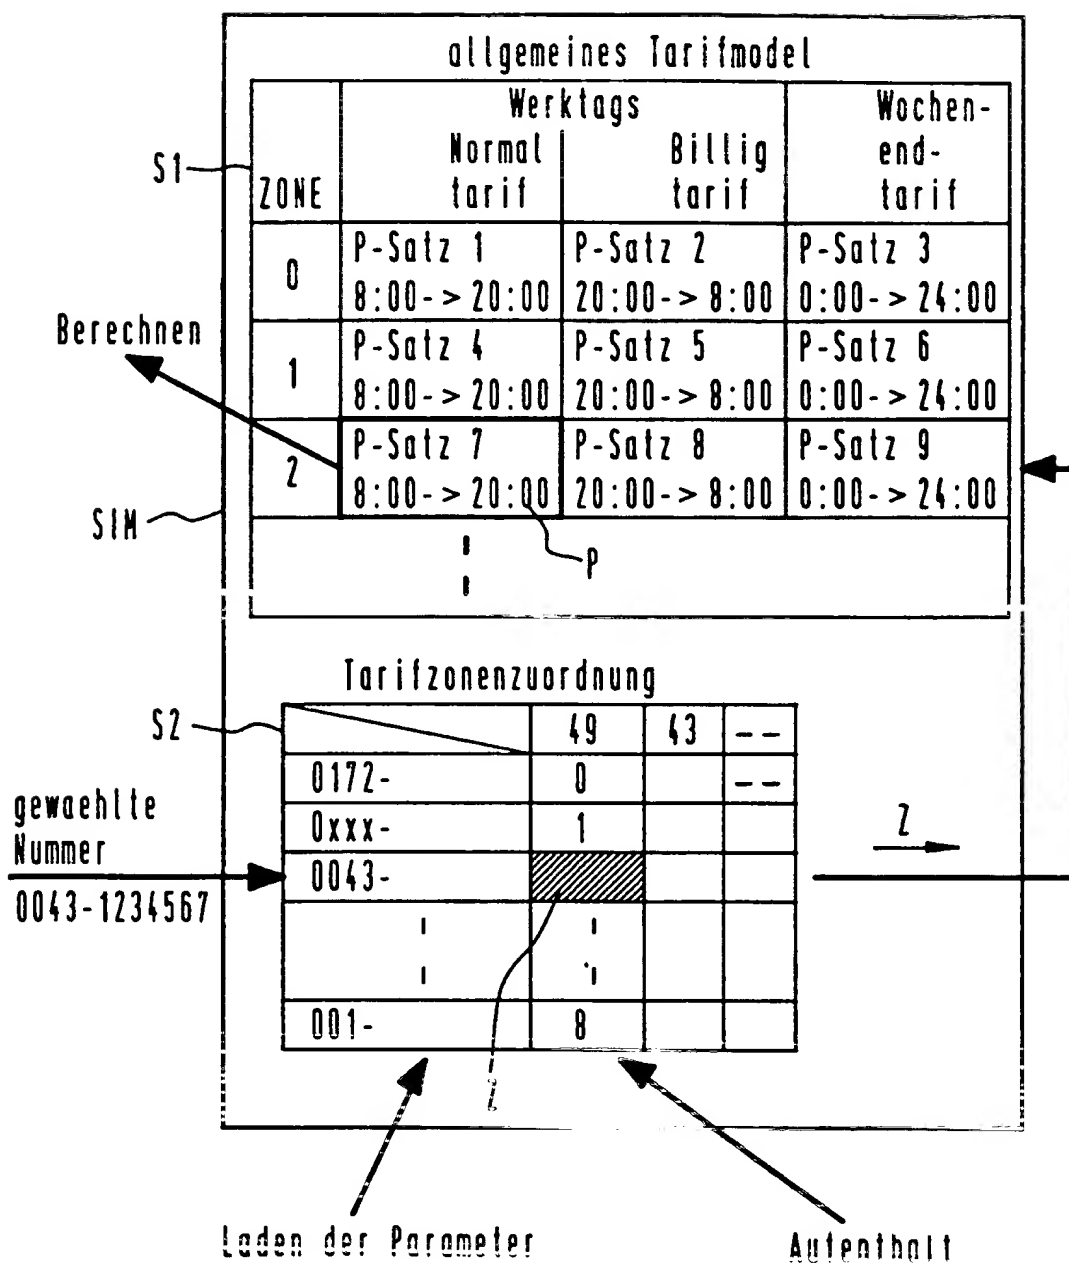 allgemeines Tarifmodel
S1
ZONE
Werktags
Normal
tarif
Billig
tarif
Wochen-
end-
tarif
0
P-Satz 1
8:00->20:00
P-Satz 2
20:00->8:00
P-Satz 3
0:00->24:00
Berechnen
1
P-Satz 4
8:00->20:00
P-Satz 5
20:00->8:00
P-Satz 6
0:00->24:00
2
P-Satz 7
8:00->20:00
P-Satz 8
20:00->8:00
P-Satz 9
0:00->24:00
SIM
P
Tarifzonenzuordnung
S2
49 43 --
0172- 0 --
0xxx- 1
0043-
001- 8
gewaehlte
Nummer
0043-1234567
Z
Z
Laden der Parameter
Aufenthalt